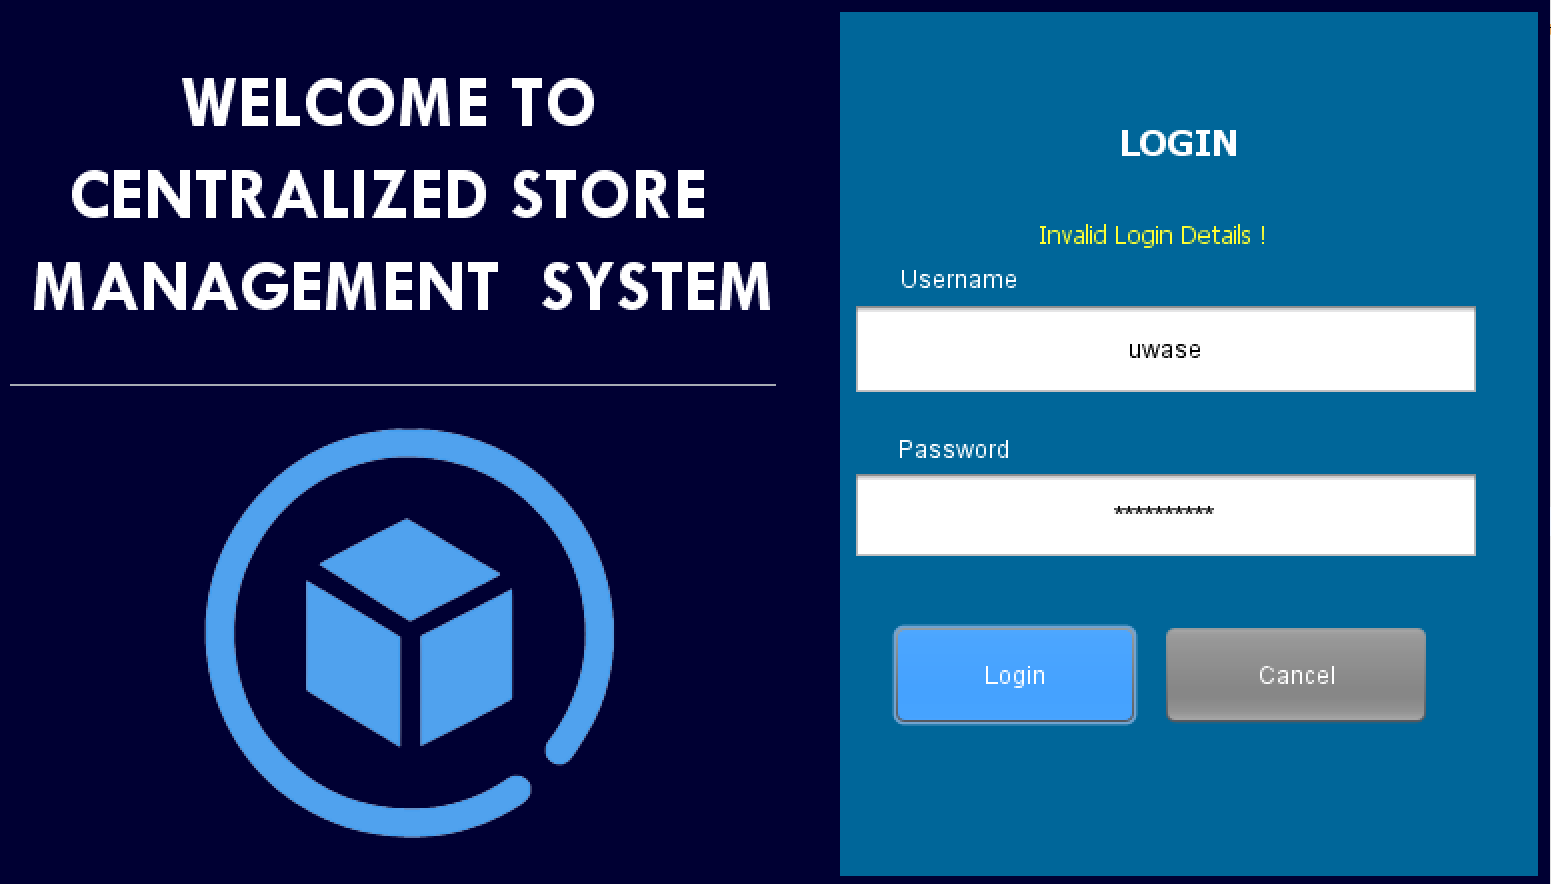 WELCOME TO
CENTRALIZED STORE
MANAGEMENT SYSTEM
LOGIN
Invalid Login Details !
Username
uwase
Password
**********
Login
Cancel